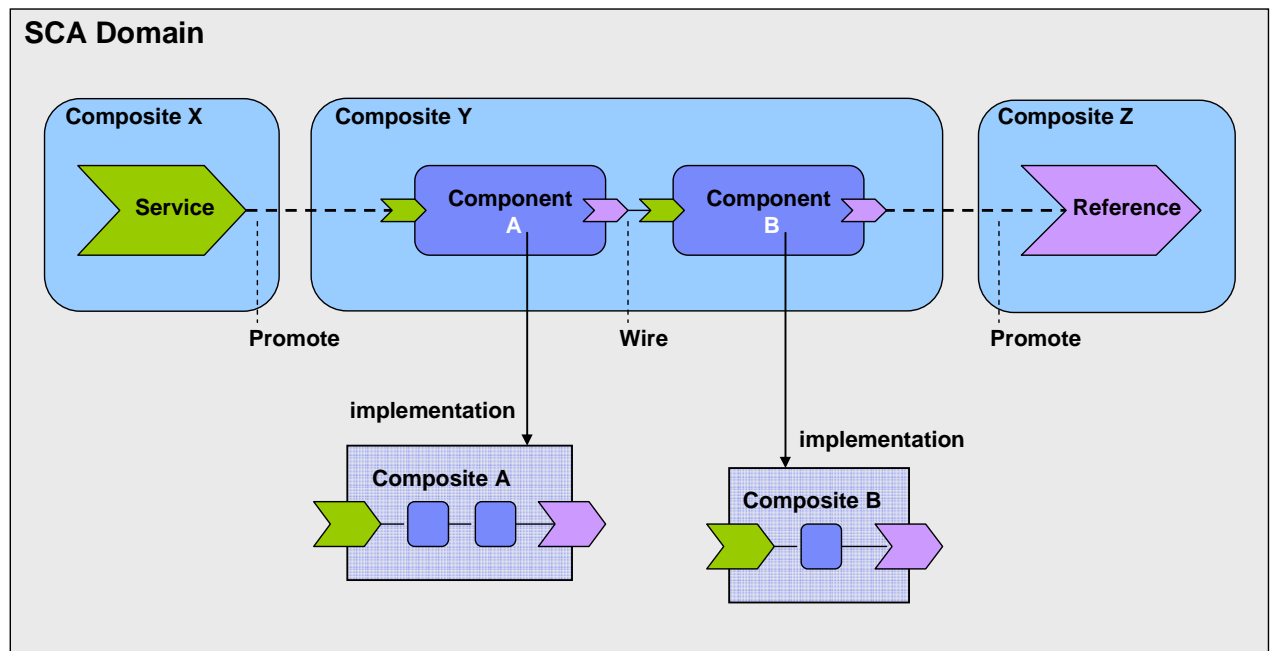 SCA Domain
Composite X
Composite Y
Composite Z
Service
Component
A
Component
B
Reference
Promote
Wire
Promote
implementation
implementation
Composite A
Composite B